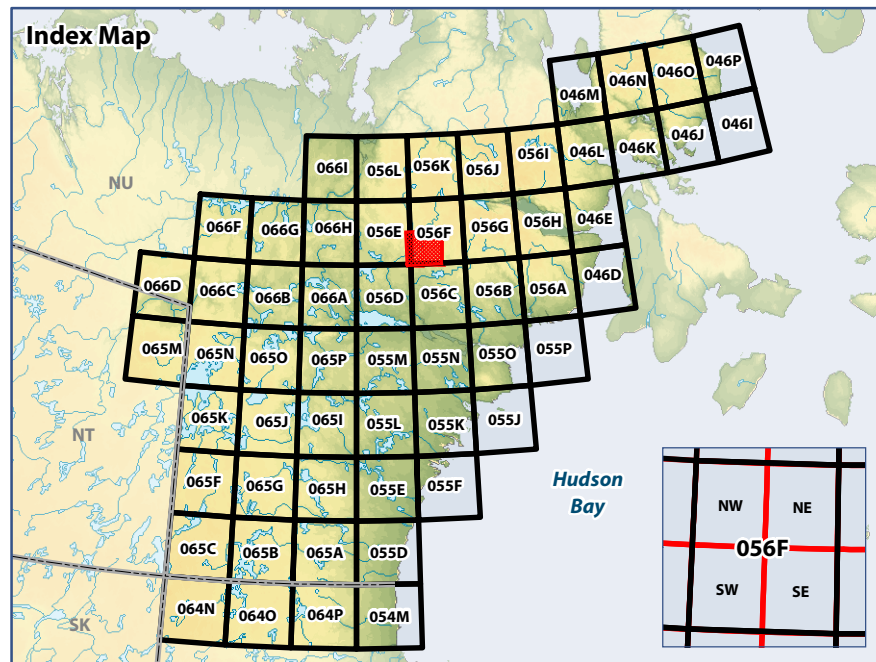 Index Map
046P
046O
046N
046M
046I
046J
046K
046L
056I
056J
056K
056L
066I
NU
046E
056H
056G
056F
056E
066H
066G
066F
046D
056A
056B
056C
056D
066A
066B
066C
066D
055P
055O
055N
055M
065P
065O
065N
065M
055J
055K
055L
065I
065J
065K
NT
055F
055E
065H
065G
065F
Hudson
Bay
055D
065A
065B
065C
054M
064P
064O
064N
SK
NW NE
056F
SW SE